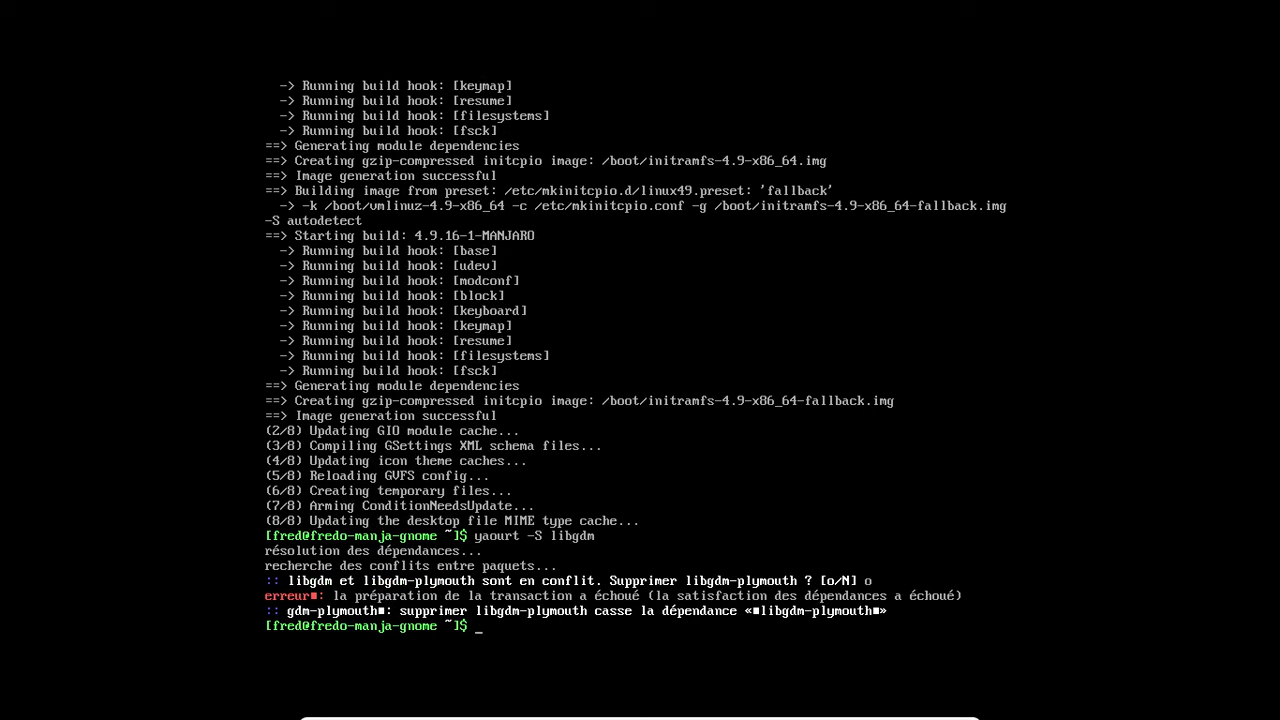 -> Running build hook: [keymap]
-> Running build hook: [resume]
-> Running build hook: [filesystems]
-> Running build hook: [fsck]
==> Generating module dependencies
==> Creating gzip-compressed initcpio image: /boot/initramfs-4.9-x86_64.img
==> Image generation successful
==> Building image from preset: /etc/mkinitcpio.d/linux49.preset: 'fallback'
-> -k /boot/vmlinuz-4.9-x86_64 -c /etc/mkinitcpio.conf -g /boot/initramfs-4.9-x86_64-fallback.img
-S autodetect
==> Starting build: 4.9.16-1-MANJARO
-> Running build hook: [base]
-> Running build hook: [udev]
-> Running build hook: [modconf]
-> Running build hook: [block]
-> Running build hook: [keyboard]
-> Running build hook: [keymap]
-> Running build hook: [resume]
-> Running build hook: [filesystems]
-> Running build hook: [fsck]
==> Generating module dependencies
==> Creating gzip-compressed initcpio image: /boot/initramfs-4.9-x86_64-fallback.img
==> Image generation successful
(2/8) Updating GIO module cache...
(3/8) Compiling GSettings XML schema files...
(4/8) Updating icon theme caches...
(5/8) Reloading GVFS config...
(6/8) Creating temporary files...
(7/8) Arming ConditionNeedsUpdate...
(8/8) Updating the desktop file MIME type cache...
[fred@fredo-manja-gnome ~]$ yaourt -S libgdm
résolution des dépendances...
recherche des conflits entre paquets...
:: libgdm et libgdm-plymouth sont en conflit. Supprimer libgdm-plymouth ? [o/N] o
erreur■: la préparation de la transaction a échoué (la satisfaction des dépendances a échoué)
:: gdm-plymouth■: supprimer libgdm-plymouth casse la dépendance «■libgdm-plymouth■»
[fred@fredo-manja-gnome ~]$ _